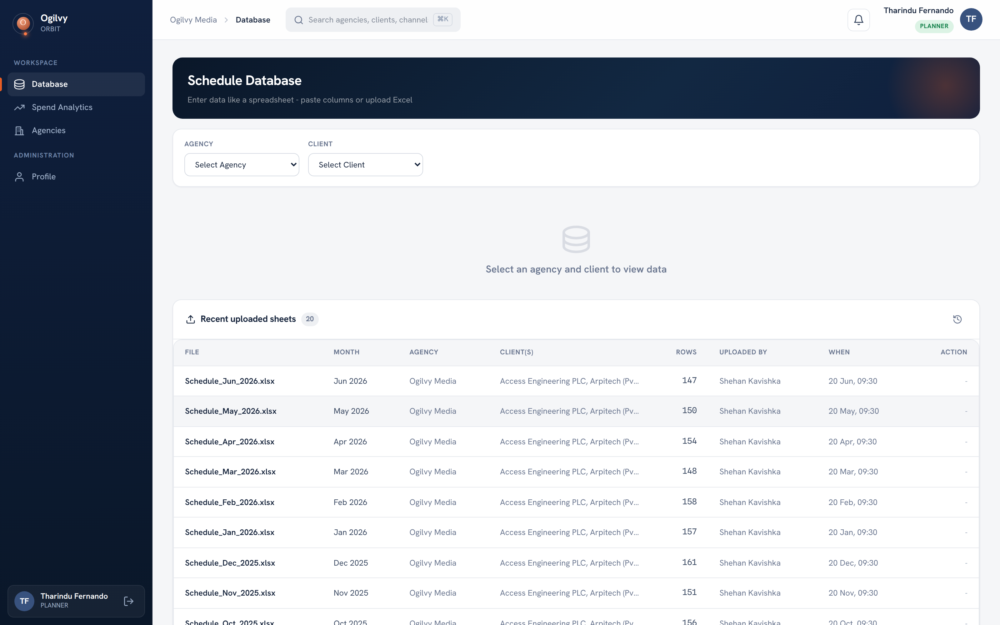 O
Ogilvy
ORBIT
WORKSPACE
Database
Spend Analytics
Agencies
ADMINISTRATION
Profile
TF
Tharindu Fernando
PLANNER
Ogilvy Media > Database
Search agencies, clients, channel ⌘K
Tharindu Fernando
PLANNER
TF
Schedule Database
Enter data like a spreadsheet - paste columns or upload Excel
AGENCY CLIENT
Select Agency Select Client
Select an agency and client to view data
Recent uploaded sheets 20
FILE MONTH AGENCY CLIENT(S) ROWS UPLOADED BY WHEN ACTION
Schedule_Jun_2026.xlsx Jun 2026 Ogilvy Media Access Engineering PLC, Arpitech (Pv... 147 Shehan Kavishka 20 Jun, 09:30 -
Schedule_May_2026.xlsx May 2026 Ogilvy Media Access Engineering PLC, Arpitech (Pv... 150 Shehan Kavishka 20 May, 09:30 -
Schedule_Apr_2026.xlsx Apr 2026 Ogilvy Media Access Engineering PLC, Arpitech (Pv... 154 Shehan Kavishka 20 Apr, 09:30 -
Schedule_Mar_2026.xlsx Mar 2026 Ogilvy Media Access Engineering PLC, Arpitech (Pv... 148 Shehan Kavishka 20 Mar, 09:30 -
Schedule_Feb_2026.xlsx Feb 2026 Ogilvy Media Access Engineering PLC, Arpitech (Pv... 158 Shehan Kavishka 20 Feb, 09:30 -
Schedule_Jan_2026.xlsx Jan 2026 Ogilvy Media Access Engineering PLC, Arpitech (Pv... 157 Shehan Kavishka 20 Jan, 09:30 -
Schedule_Dec_2025.xlsx Dec 2025 Ogilvy Media Access Engineering PLC, Arpitech (Pv... 161 Shehan Kavishka 20 Dec, 09:30 -
Schedule_Nov_2025.xlsx Nov 2025 Ogilvy Media Access Engineering PLC, Arpitech (Pv... 151 Shehan Kavishka 20 Nov, 09:30 -
Schedule_Oct_2025.xlsx Oct 2025 Ogilvy Media Access Engineering PLC, Arpitech (Pv... 156 Shehan Kavishka 20 Oct, 09:30 -